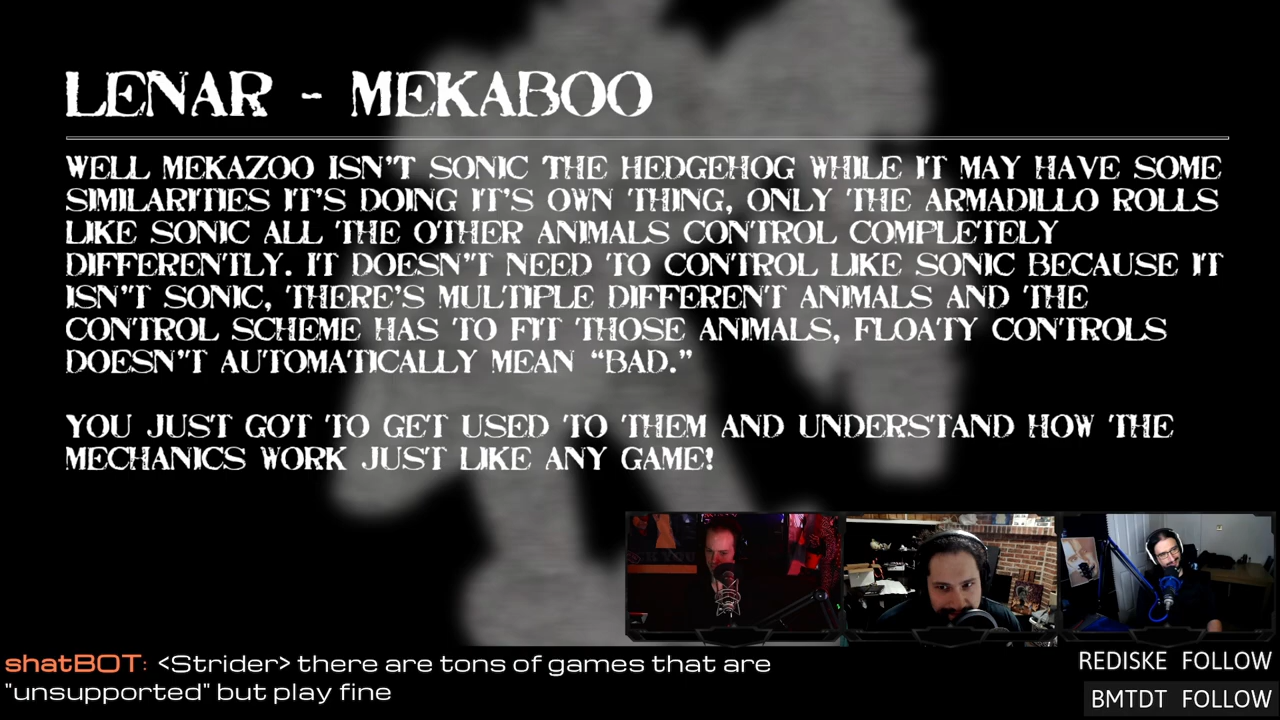 LENAR - MEKABOO
WELL MEKAZOO ISN'T SONIC THE HEDGEHOG WHILE IT MAY HAVE SOME
SIMILARITIES IT'S DOING IT'S OWN THING, ONLY THE ARMADILLO ROLLS
LIKE SONIC ALL THE OTHER ANIMALS CONTROL COMPLETELY
DIFFERENTLY. IT DOESN'T NEED TO CONTROL LIKE SONIC BECAUSE IT
ISN'T SONIC, THERE'S MULTIPLE DIFFERENT ANIMALS AND THE
CONTROL SCHEME HAS TO FIT THOSE ANIMALS, FLOATY CONTROLS
DOESN'T AUTOMATICALLY MEAN “BAD.”
YOU JUST GOT TO GET USED TO THEM AND UNDERSTAND HOW THE
MECHANICS WORK JUST LIKE ANY GAME!
shatBOT: <Strider> there are tons of games that are
"unsupported" but play fine
REDISKE FOLLOW
BMTDT FOLLOW